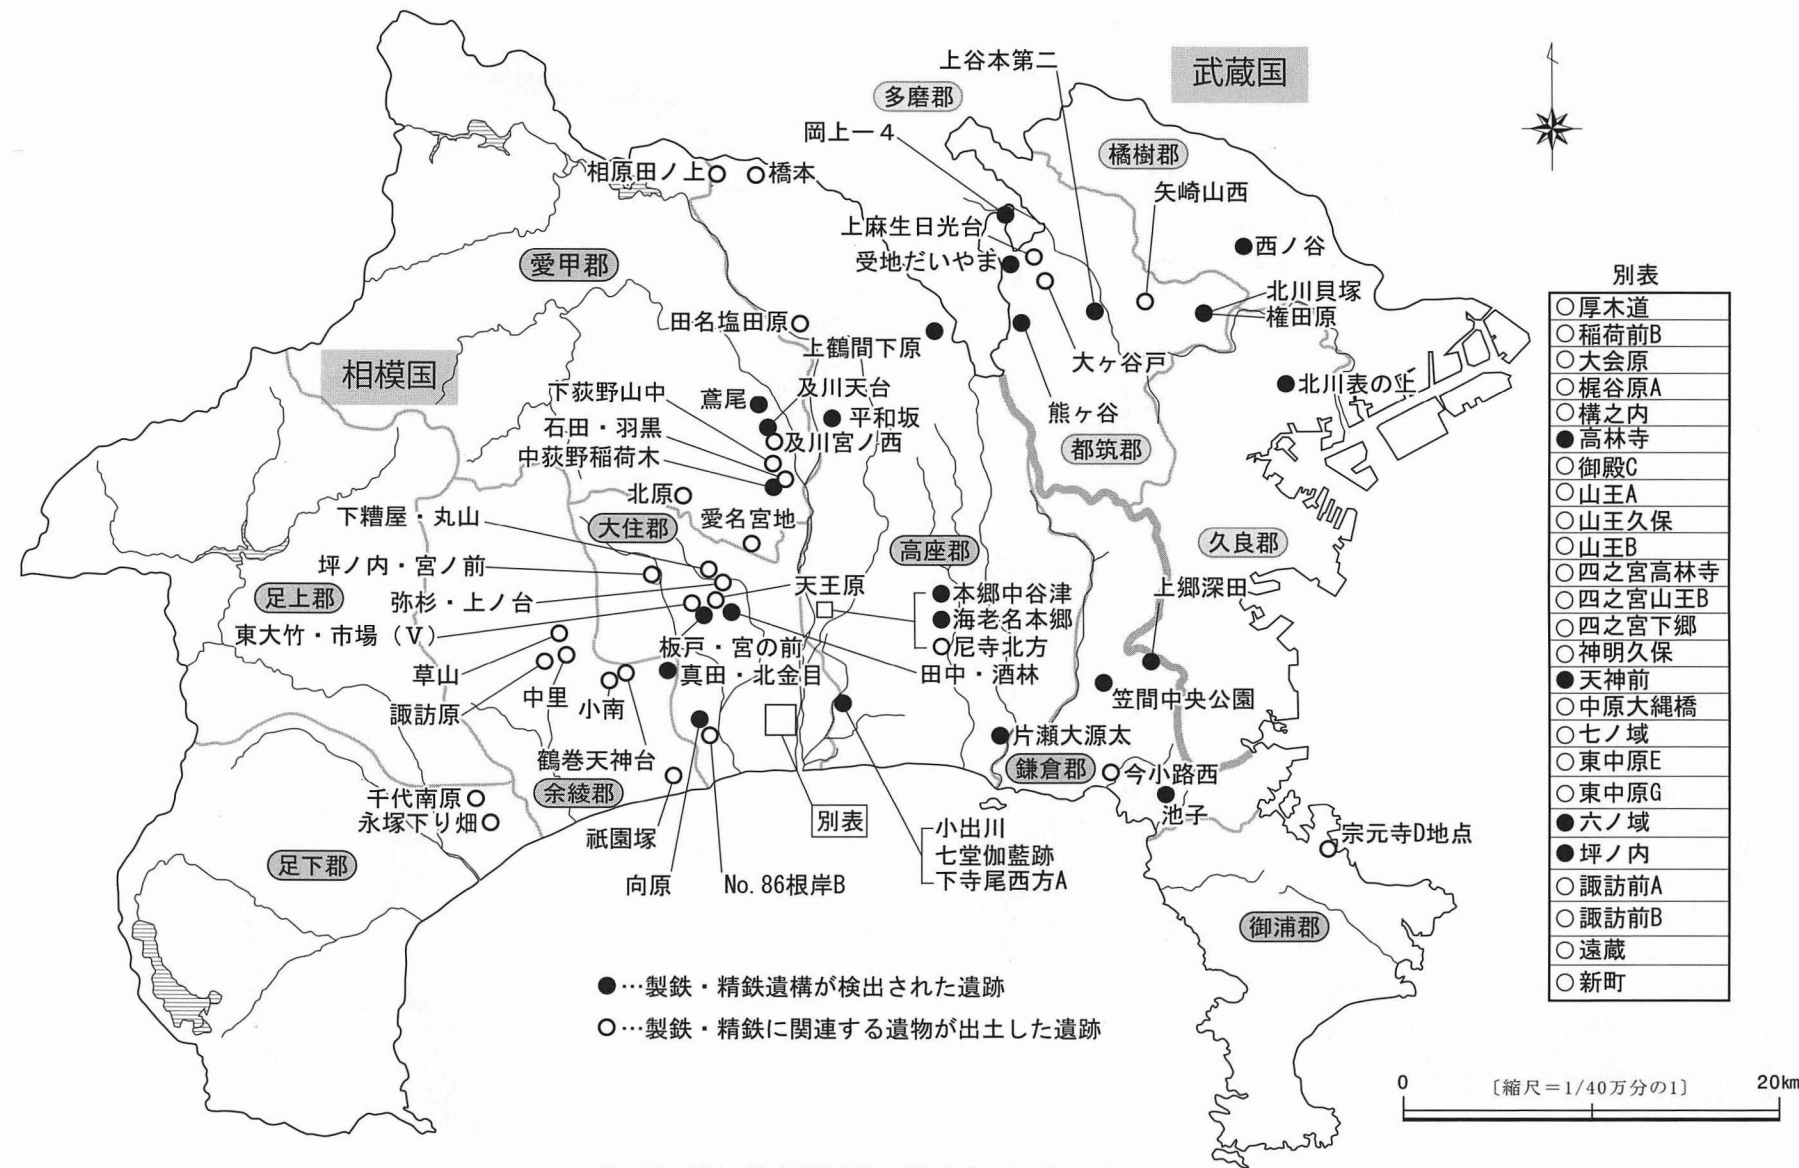 武蔵国
上谷本第二
多磨郡
岡上ー4
橘樹郡
相原田ノ上
橋本
矢崎山西
上麻生日光台
西ノ谷
受地だいやま
愛甲郡
北川貝塚
権田原
田名塩田原
上鶴間下原
大ヶ谷戸
相模国
下荻野山中
鳶尾
及川天台
北川表の上
平和坂
熊ヶ谷
石田・羽黒
及川宮ノ西
都筑郡
中荻野稲荷木
北原
下糟屋・丸山
大住郡
愛名宮地
高座郡
久良郡
坪ノ内・宮ノ前
天王原
上郷深田
足上郡
弥杉・上ノ台
本郷中谷津
海老名本郷
尼寺北方
東大竹・市場（Ⅴ）
板戸・宮の前
草山
真田・北金目
田中・酒林
中里
小南
笠間中央公園
諏訪原
片瀬大源太
鶴巻天神台
鎌倉郡
今小路西
余綾郡
千代南原
池子
永塚下り畑
別表
小出川
七堂伽藍跡
下寺尾西方A
祇園塚
宗元寺D地点
足下郡
向原
No.86根岸B
御浦郡
●…製鉄・精鉄遺構が検出された遺跡
○…製鉄・精鉄に関連する遺物が出土した遺跡
別表
○厚木道
○稲荷前B
○大会原
○梶谷原A
○構之内
●高林寺
○御殿C
○山王A
○山王久保
○山王B
○四之宮高林寺
○四之宮山王B
○四之宮下郷
○神明久保
●天神前
○中原大縄橋
○七ノ域
○東中原E
○東中原G
●六ノ域
●坪ノ内
○諏訪前A
○諏訪前B
○遠蔵
○新町
0 〔縮尺＝1/40万分の1〕 20km